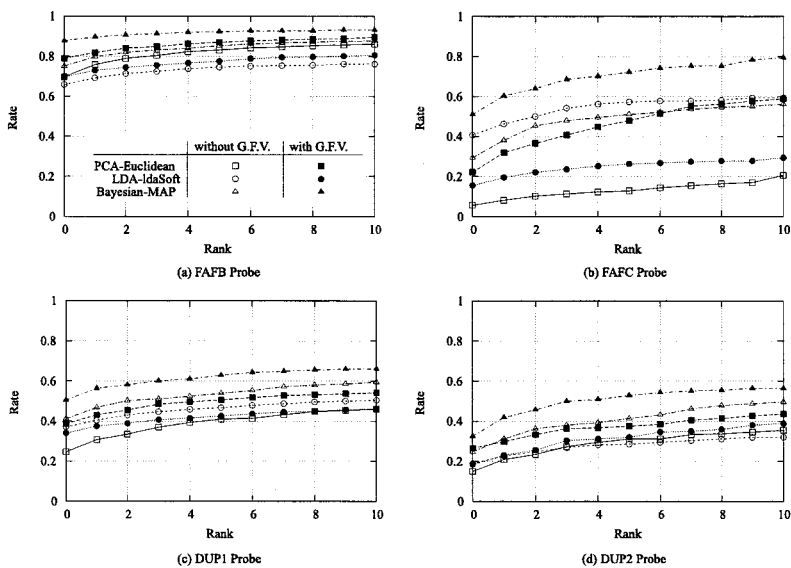 1
0.8
0.6
0.4
0.2
0
Rate
without G.F.V. with G.F.V.
PCA-Euclidean
LDA-ldaSoft
Bayesian-MAP
0 2 4 6 8 10
Rank
(a) FAFB Probe
1
0.8
0.6
0.4
0.2
0
Rate
0 2 4 6 8 10
Rank
(b) FAFC Probe
1
0.8
0.6
0.4
0.2
0
Rate
0 2 4 6 8 10
Rank
(c) DUP1 Probe
1
0.8
0.6
0.4
0.2
0
Rate
0 2 4 6 8 10
Rank
(d) DUP2 Probe